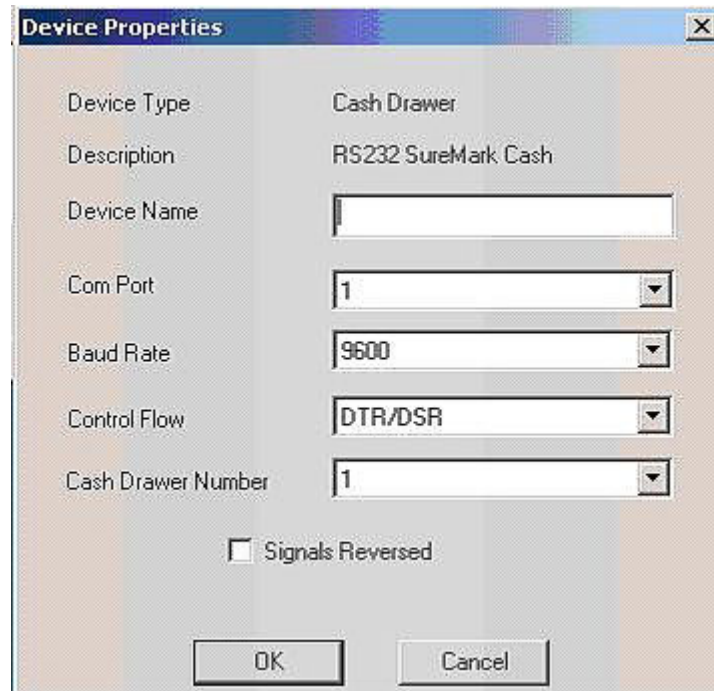 Device Properties
Device Type Cash Drawer
Description RS232 SureMark Cash
Device Name
Com Port 1
Baud Rate 9600
Control Flow DTR/DSR
Cash Drawer Number 1
Signals Reversed
OK Cancel